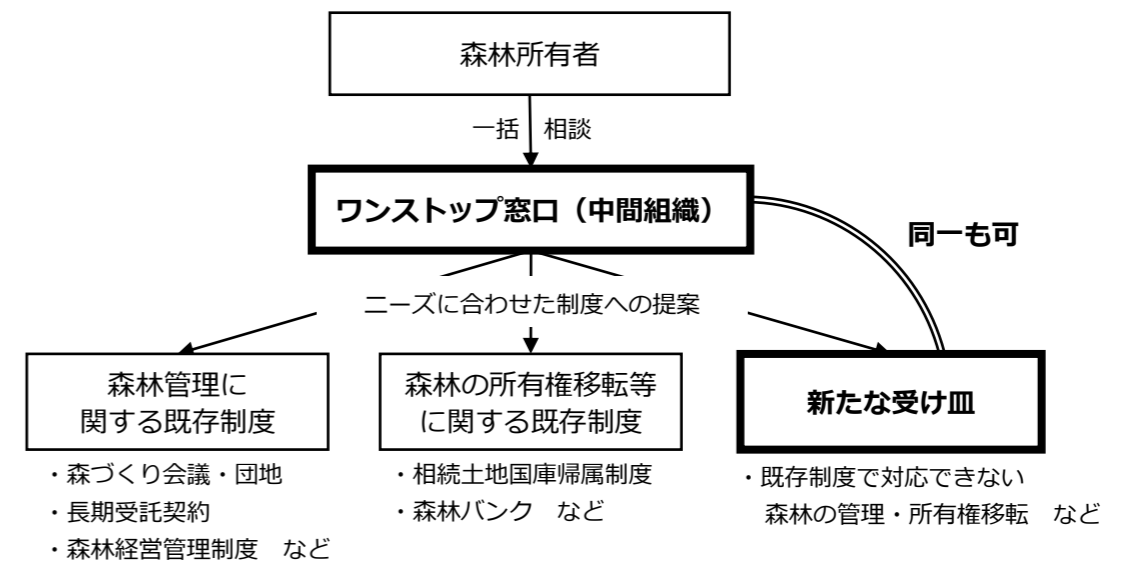 森林所有者
一括 相談
ワンストップ窓口（中間組織）
同一も可
ニーズに合わせた制度への提案
森林管理に
関する既存制度
・森づくり会議・団地
・長期受託契約
・森林経営管理制度　など
森林の所有権移転等
に関する既存制度
・相続土地国庫帰属制度
・森林バンク　など
新たな受け皿
・既存制度で対応できない
森林の管理・所有権移転　など